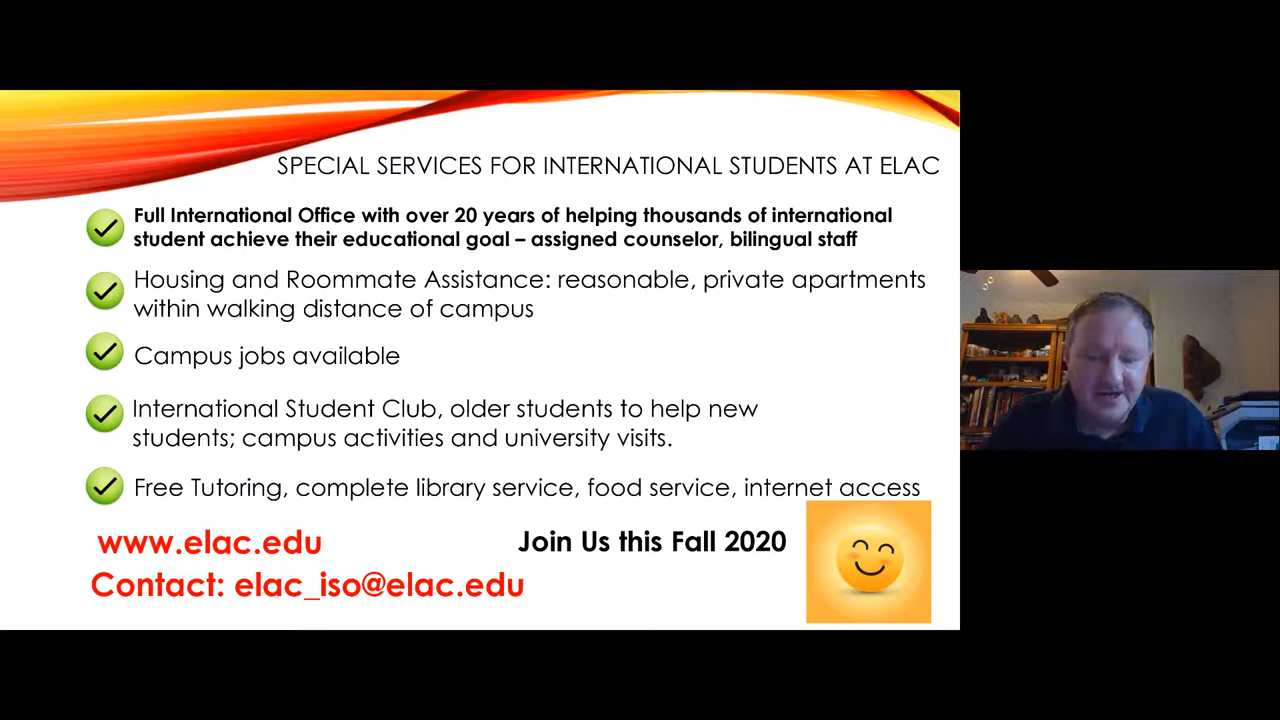 SPECIAL SERVICES FOR INTERNATIONAL STUDENTS AT ELAC
Full International Office with over 20 years of helping thousands of international
student achieve their educational goal – assigned counselor, bilingual staff
Housing and Roommate Assistance: reasonable, private apartments
within walking distance of campus
Campus jobs available
International Student Club, older students to help new
students; campus activities and university visits.
Free Tutoring, complete library service, food service, internet access
www.elac.edu
Join Us this Fall 2020
Contact: elac_iso@elac.edu